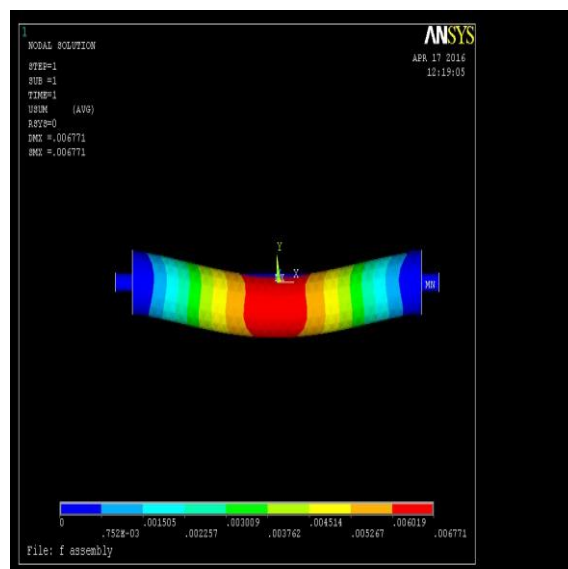 1
NODAL SOLUTION
STEP=1
SUB =1
TIME=1
USUM (AVG)
RSYS=0
DMX =.006771
SMX =.006771
ANSYS
APR 17 2016
12:19:05
Y
X
MN
0
.752E-03
.001505
.002257
.003009
.003762
.004514
.005267
.006019
.006771
File: f assembly